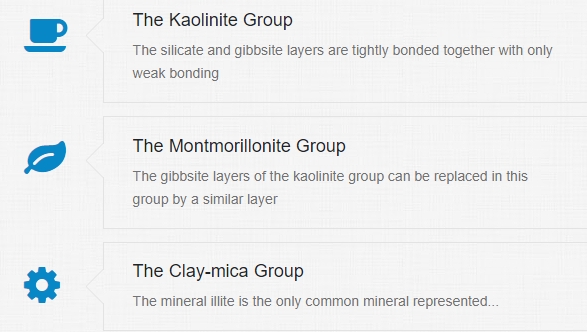 The Kaolinite Group
The silicate and gibbsite layers are tightly bonded together with only
weak bonding
The Montmorillonite Group
The gibbsite layers of the kaolinite group can be replaced in this
group by a similar layer
The Clay-mica Group
The mineral illite is the only common mineral represented...